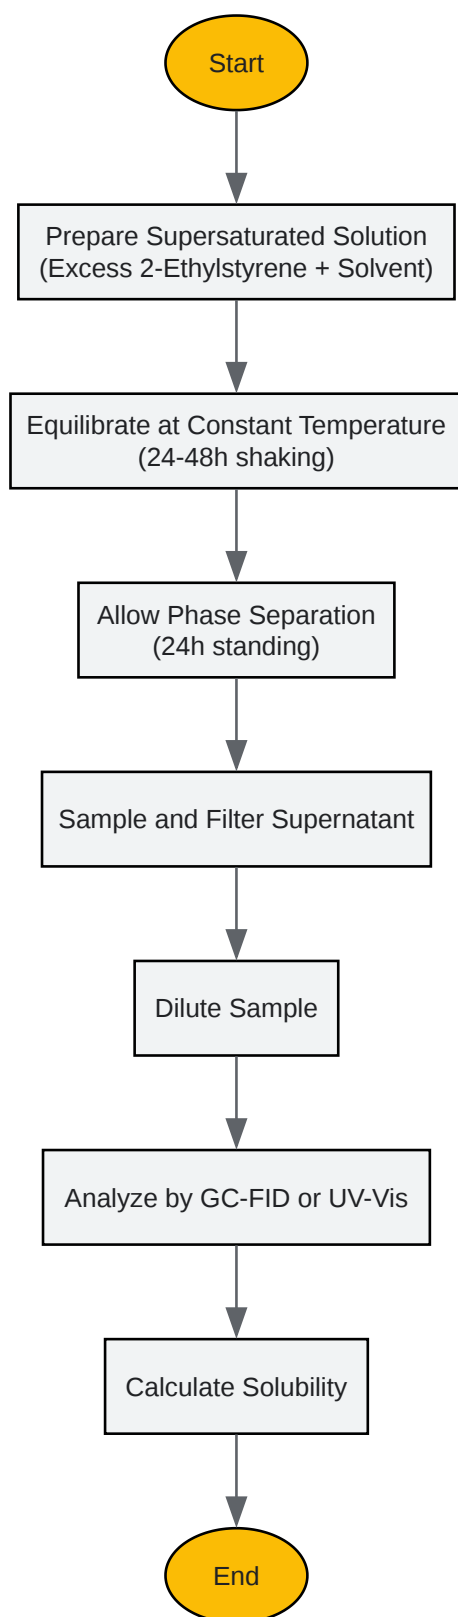 Start
Prepare Supersaturated Solution
(Excess 2-Ethylstyrene + Solvent)
Equilibrate at Constant Temperature
(24-48h shaking)
Allow Phase Separation
(24h standing)
Sample and Filter Supernatant
Dilute Sample
Analyze by GC-FID or UV-Vis
Calculate Solubility
End